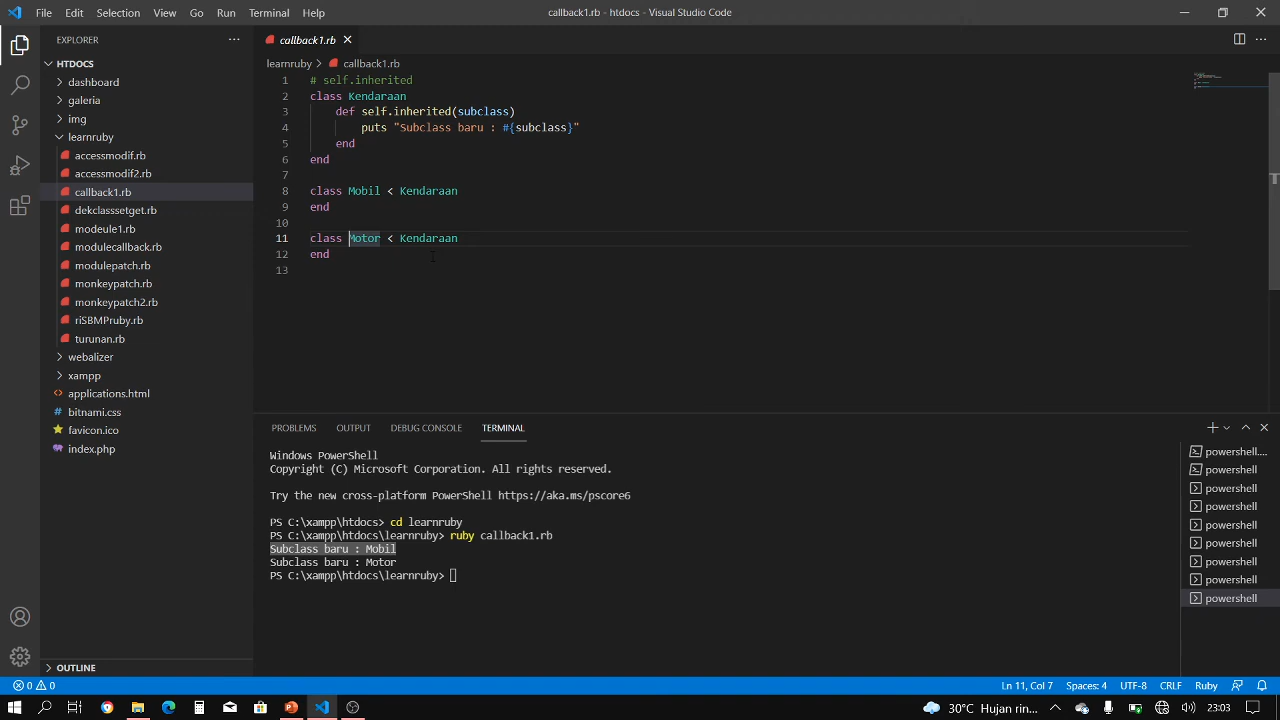 File Edit Selection View Go Run Terminal Help
callback1.rb - htdocs - Visual Studio Code
EXPLORER
HTDOCS
dashboard
galeria
img
learnruby
accessmodif.rb
accessmodif2.rb
callback1.rb
dekclasssetget.rb
modeule1.rb
modulecallback.rb
modulepatch.rb
monkeypatch.rb
monkeypatch2.rb
riSBMPruby.rb
turunan.rb
webalizer
xampp
applications.html
bitnami.css
favicon.ico
index.php
OUTLINE
callback1.rb
learnruby > callback1.rb
1 # self.inherited
2 class Kendaraan
3 def self.inherited(subclass)
4 puts "Subclass baru : #{subclass}"
5 end
6 end
7
8 class Mobil < Kendaraan
9 end
10
11 class Motor < Kendaraan
12 end
13
PROBLEMS OUTPUT DEBUG CONSOLE TERMINAL
Windows PowerShell
Copyright (C) Microsoft Corporation. All rights reserved.
Try the new cross-platform PowerShell https://aka.ms/pscore6
PS C:\xampp\htdocs> cd learnruby
PS C:\xampp\htdocs\learnruby> ruby callback1.rb
Subclass baru : Mobil
Subclass baru : Motor
PS C:\xampp\htdocs\learnruby>
powershell...
powershell
powershell
powershell
powershell
powershell
powershell
powershell
powershell
0 0
Ln 11, Col 7 Spaces: 4 UTF-8 CRLF Ruby
30°C Hujan rin... 23:03